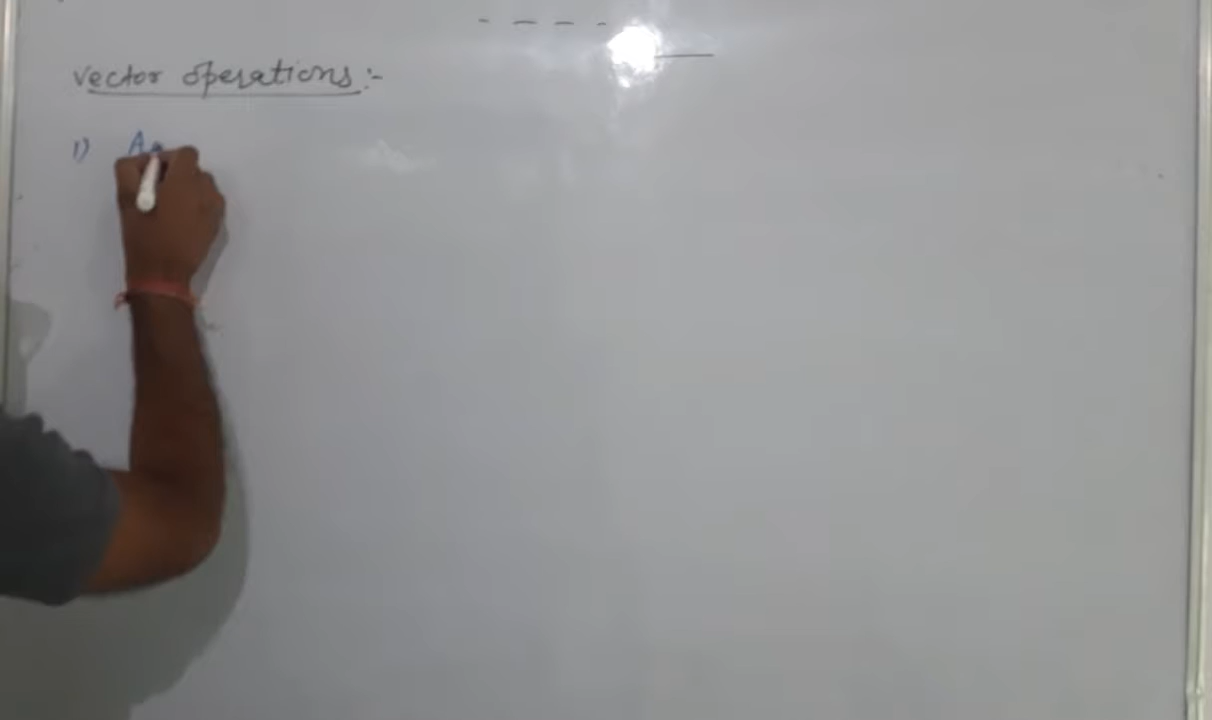 vector operations :-
1) A